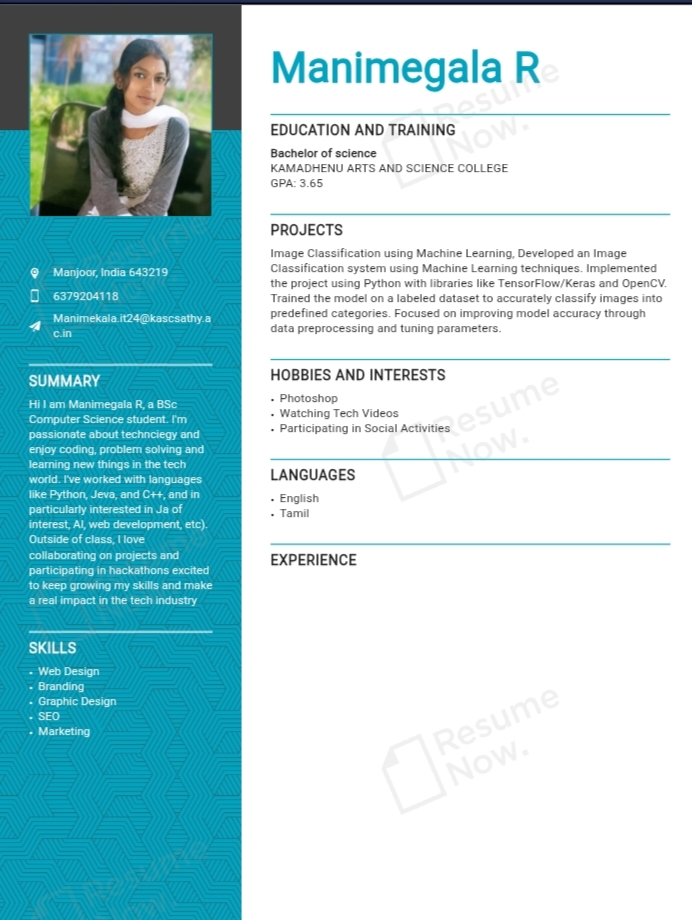 Manimegala R
Manjoor, India 643219
6379204118
Manimekala.it24@kascsathy.a
c.in
SUMMARY
Hi I am Manimegala R, a BSc
Computer Science student. I'm
passionate about technciegy and
enjoy coding, problem solving and
learning new things in the tech
world. I've worked with languages
like Python, Jeva, and C++, and in
particularly interested in Ja of
interest, AI, web development, etc).
Outside of class, I love
collaborating on projects and
participating in hackathons excited
to keep growing my skills and make
a real impact in the tech industry
SKILLS
• Web Design
• Branding
• Graphic Design
• SEO
• Marketing
EDUCATION AND TRAINING
Bachelor of science
KAMADHENU ARTS AND SCIENCE COLLEGE
GPA: 3.65
PROJECTS
Image Classification using Machine Learning, Developed an Image
Classification system using Machine Learning techniques. Implemented
the project using Python with libraries like TensorFlow/Keras and OpenCV.
Trained the model on a labeled dataset to accurately classify images into
predefined categories. Focused on improving model accuracy through
data preprocessing and tuning parameters.
HOBBIES AND INTERESTS
• Photoshop
• Watching Tech Videos
• Participating in Social Activities
LANGUAGES
• English
• Tamil
EXPERIENCE
Resume
Now.
Resume
Now.
Resume
Now.